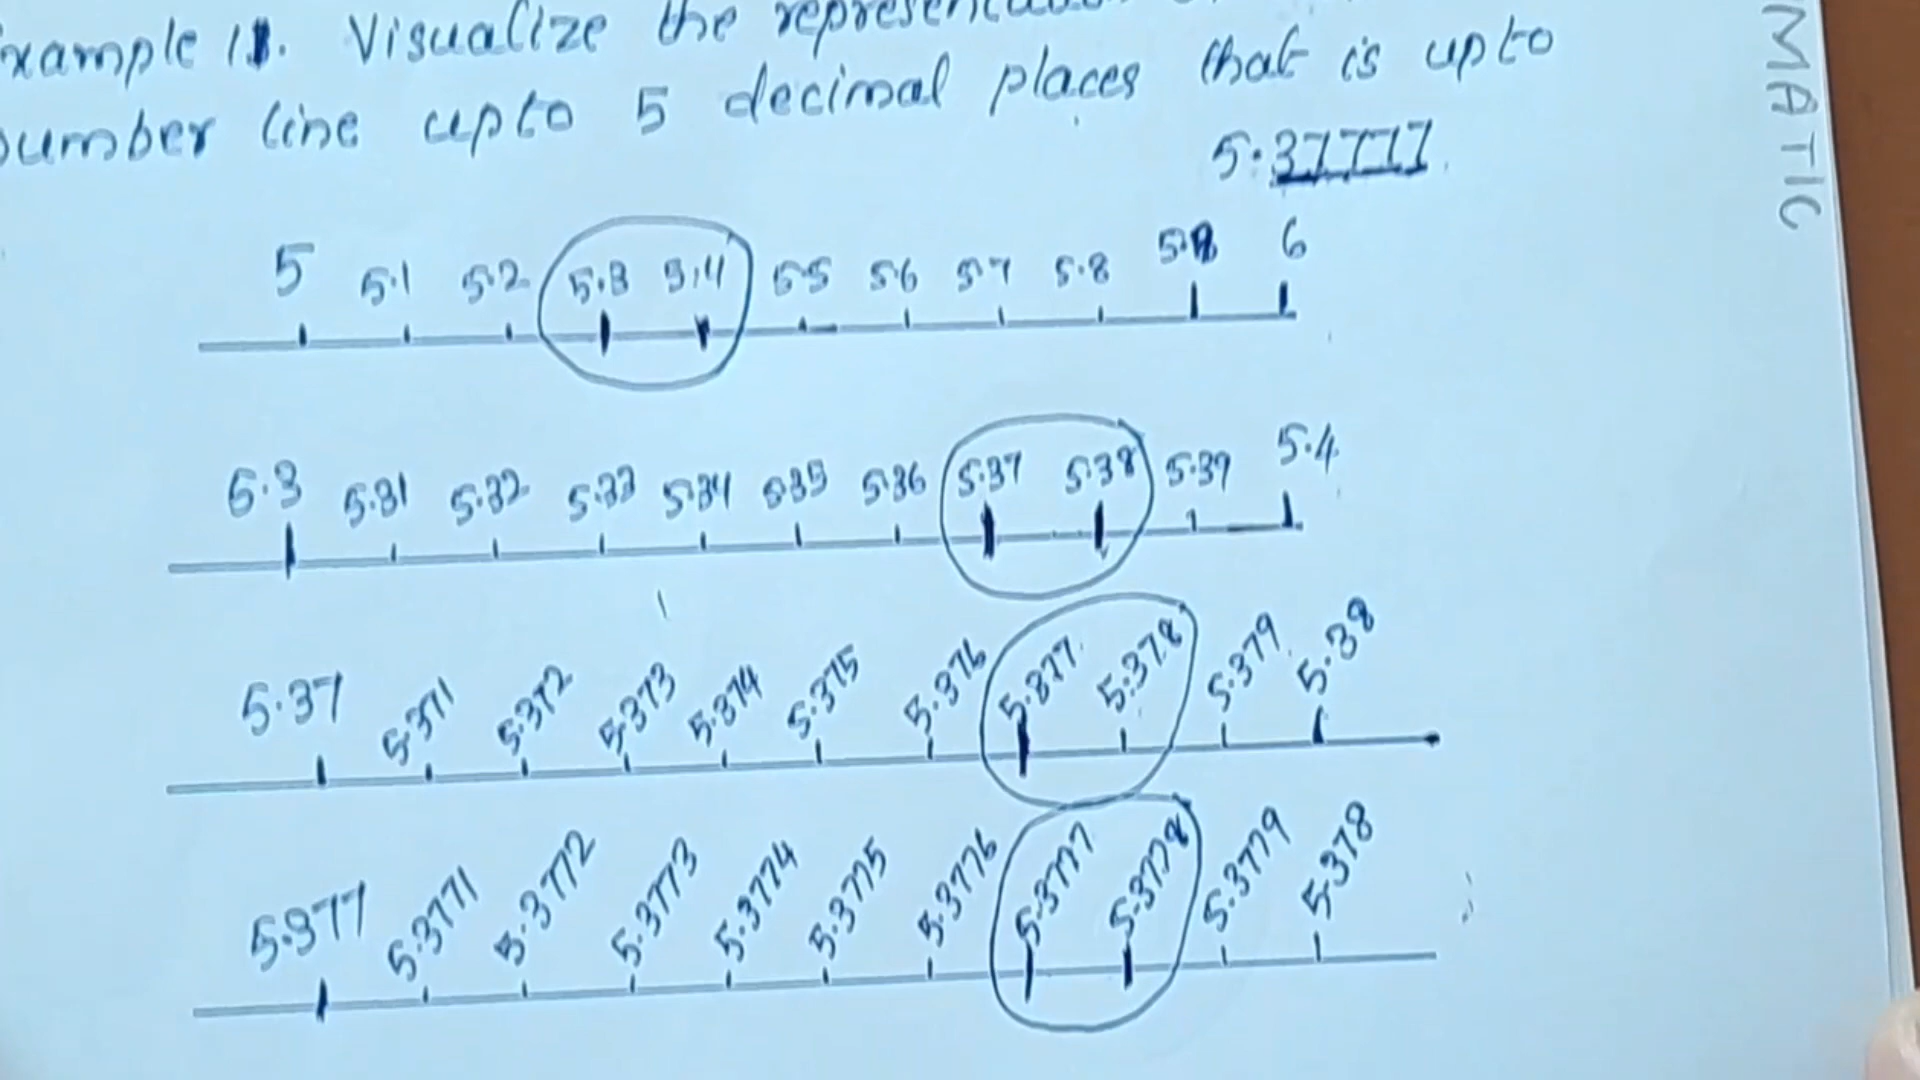 xample 11. Visualize the
number line upto 5 decimal places that is upto
5.37777.
5 5.1 5.2 5.3 5.4 5.5 5.6 5.7 5.8 5.9 6
5.3 5.31 5.32 5.33 5.34 5.35 5.36 5.37 5.38 5.39 5.4
5.37 5.371 5.372 5.373 5.374 5.375 5.376 5.377 5.378 5.379 5.38
5.377 5.3771 5.3772 5.3773 5.3774 5.3775 5.3776 5.3777 5.3778 5.3779 5.378
MATIC